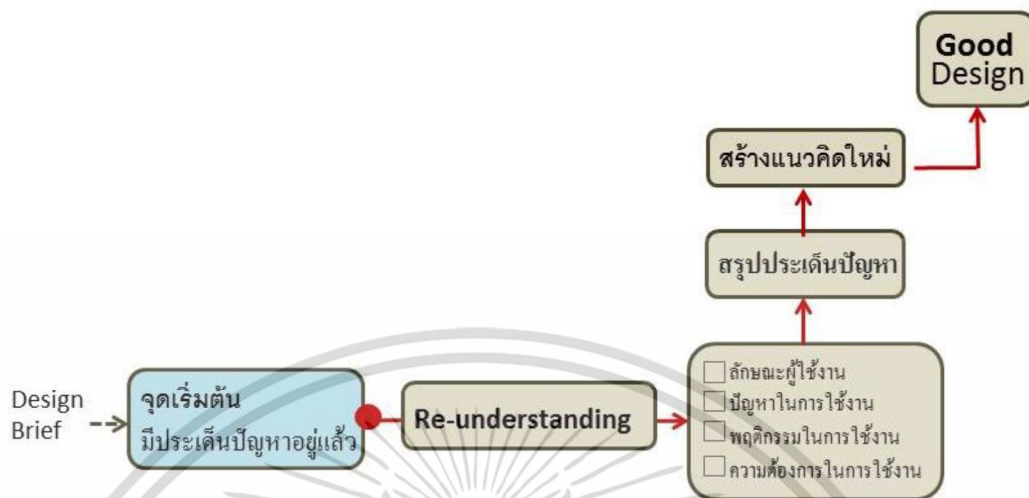 Design
Brief
จุดเริ่มต้น
มีประเด็นปัญหาอยู่แล้ว
Re-understanding
ลักษณะผู้ใช้งาน
ปัญหาในการใช้งาน
พฤติกรรมในการใช้งาน
ความต้องการในการใช้งาน
สรุปประเด็นปัญหา
สร้างแนวคิดใหม่
Good
Design